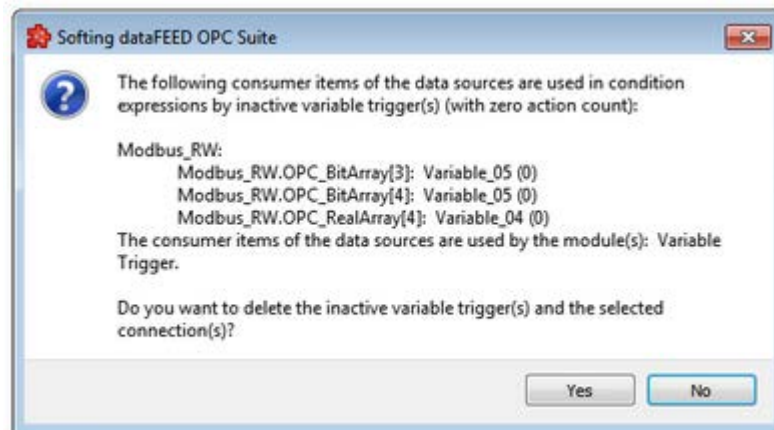 Softing dataFEED OPC Suite
The following consumer items of the data sources are used in condition
expressions by inactive variable trigger(s) (with zero action count):
Modbus_RW:
Modbus_RW.OPC_BitArray[3]: Variable_05 (0)
Modbus_RW.OPC_BitArray[4]: Variable_05 (0)
Modbus_RW.OPC_RealArray[4]: Variable_04 (0)
The consumer items of the data sources are used by the module(s): Variable
Trigger.
Do you want to delete the inactive variable trigger(s) and the selected
connection(s)?
Yes No